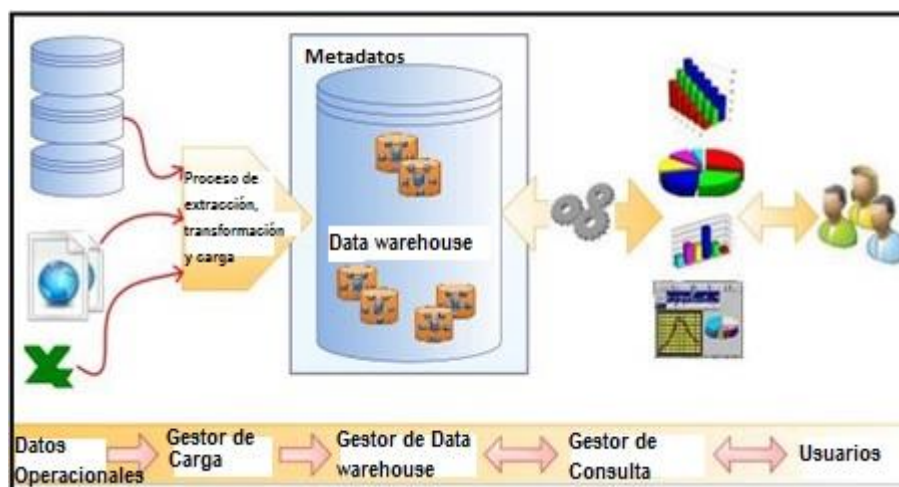 Metadatos
Proceso de
extracción,
transformación
y carga
Data warehouse
Datos
Operacionales
Gestor de
Carga
Gestor de Data
warehouse
Gestor de
Consulta
Usuarios